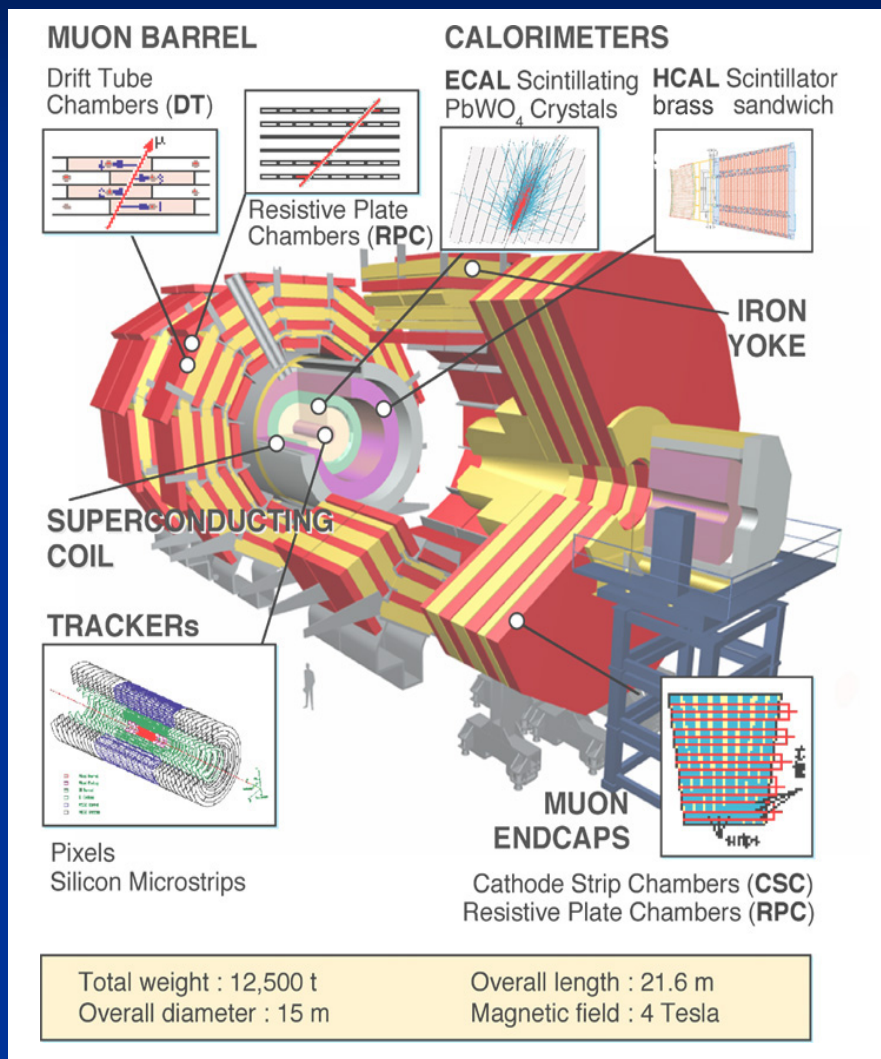 MUON BARREL
Drift Tube
Chambers (DT)
μ
Resistive Plate
Chambers (RPC)
CALORIMETERS
ECAL Scintillating
PbWO4 Crystals
HCAL Scintillator
brass sandwich
IRON
YOKE
SUPERCONDUCTING
COIL
TRACKERs
Pixels
Silicon Microstrips
MUON
ENDCAPS
Cathode Strip Chambers (CSC)
Resistive Plate Chambers (RPC)
Total weight : 12,500 t
Overall diameter : 15 m
Overall length : 21.6 m
Magnetic field : 4 Tesla